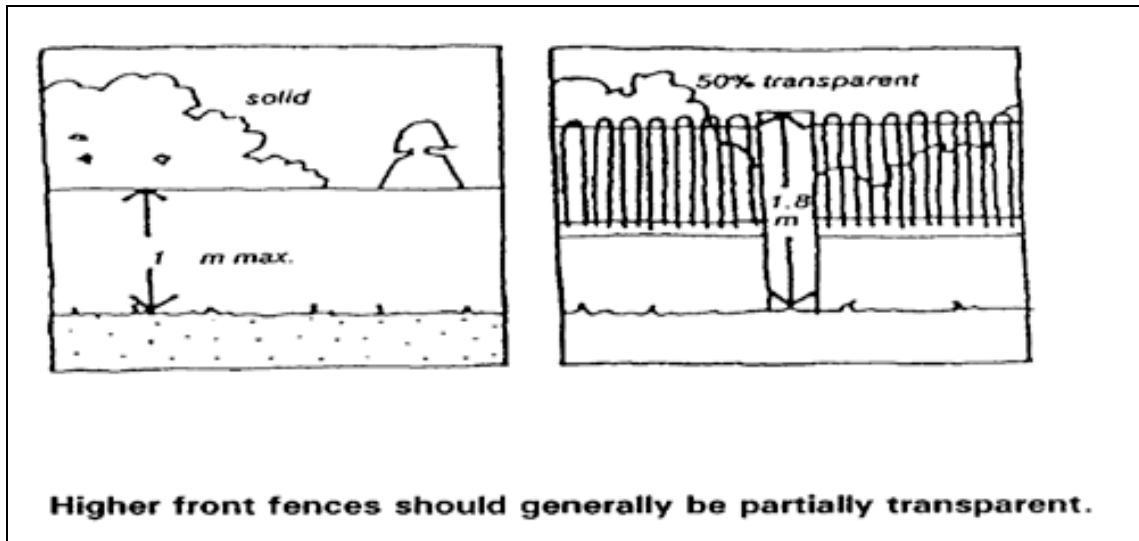 solid
1 m max.
50% transparent
1.8
m
Higher front fences should generally be partially transparent.